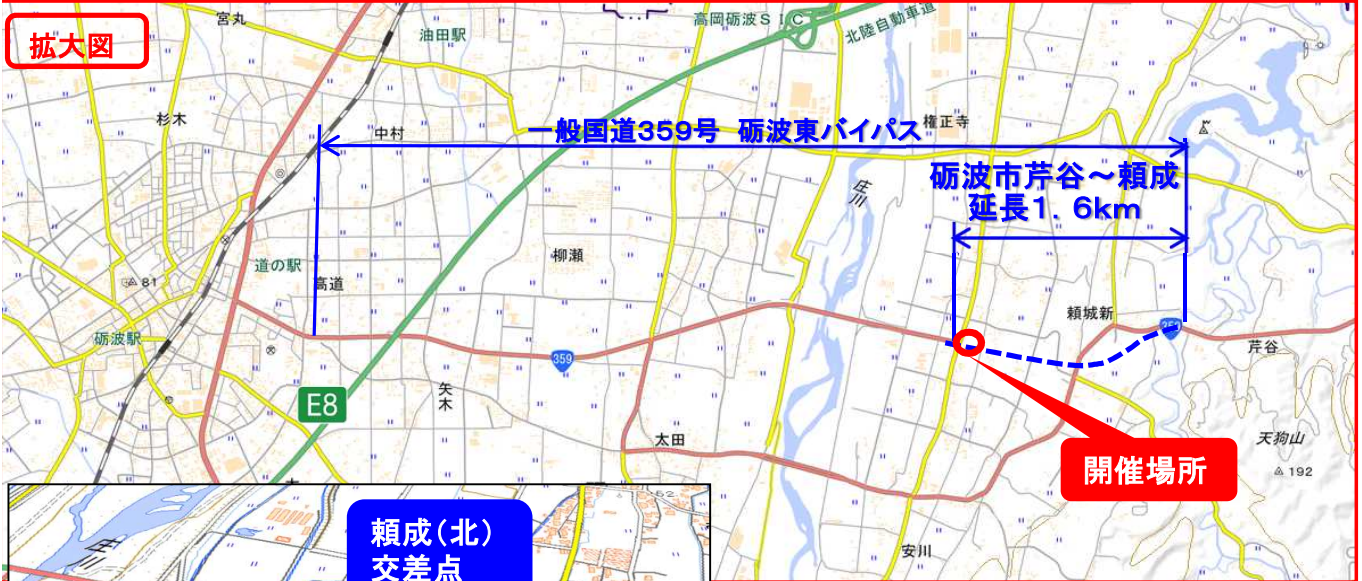 拡大図
宮丸
油田駅
高岡砺波SIC
北陸自動車道
杉木
中村
一般国道359号 砺波東バイパス
権正寺
砺波市芹谷~頼成
延長1.6km
庄川
道の駅
高道
柳瀬
81
砺波駅
頼城新
359
359
芹谷
E8
矢木
太田
天狗山
192
開催場所
安川
庄川
頼成(北)
交差点
62